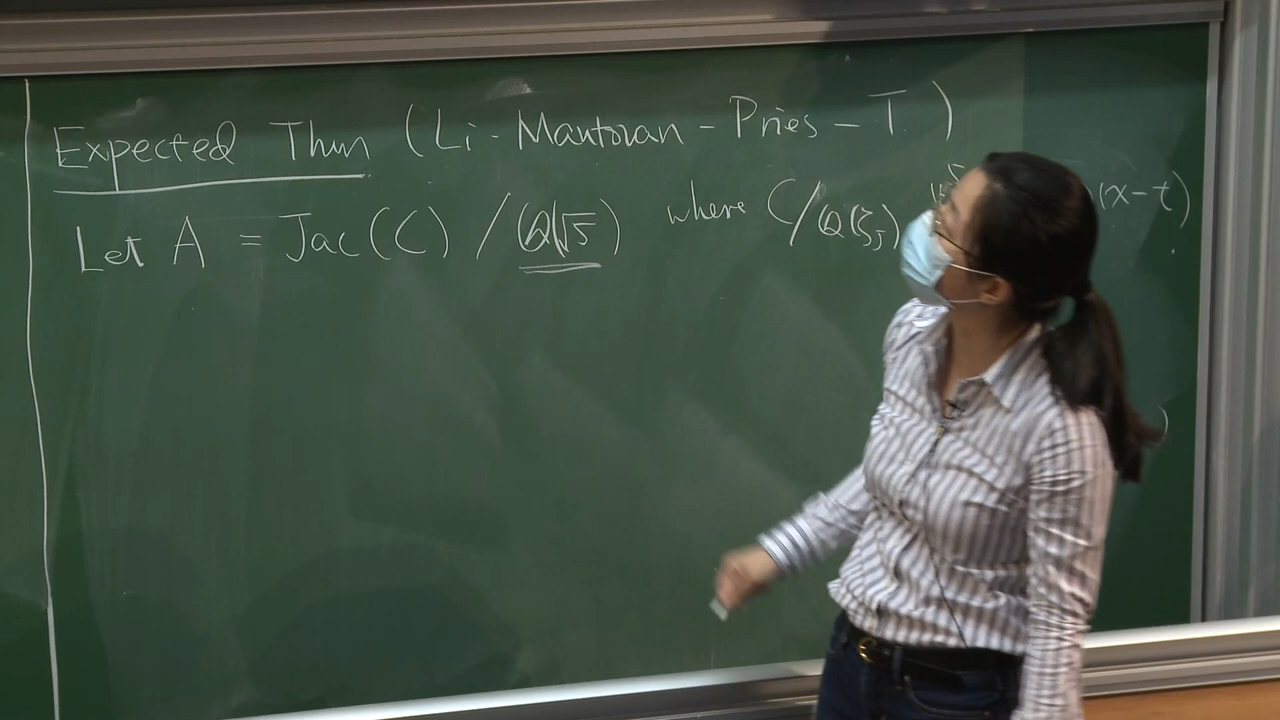 Expected Thm (Li - Mantovan - Pries - T. )
Let A = Jac(C) / Q(√5) where C/Q(ζ₅) (x-t)